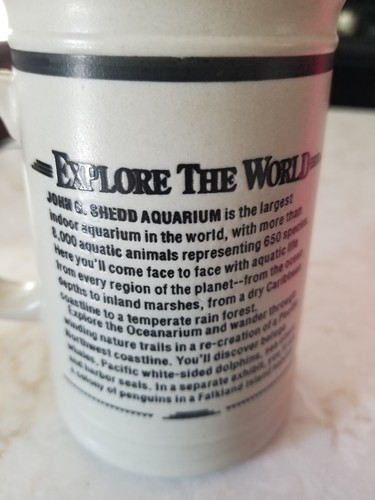 EXPLORE THE WORLD
JOHN G. SHEDD AQUARIUM is the largest
indoor aquarium in the world, with more than
8,000 aquatic animals representing 650 species.
Here you'll come face to face with aquatic life
from every region of the planet--from the ocean
depths to inland marshes, from a dry Caribbean
coastline to a temperate rain forest.
Explore the Oceanarium and wander through
winding nature trails in a re-creation of a Pacific
Northwest coastline. You'll discover beluga
whales, Pacific white-sided dolphins,
and harbor seals. In a separate exhibit,
a colony of penguins in a Falkland Island